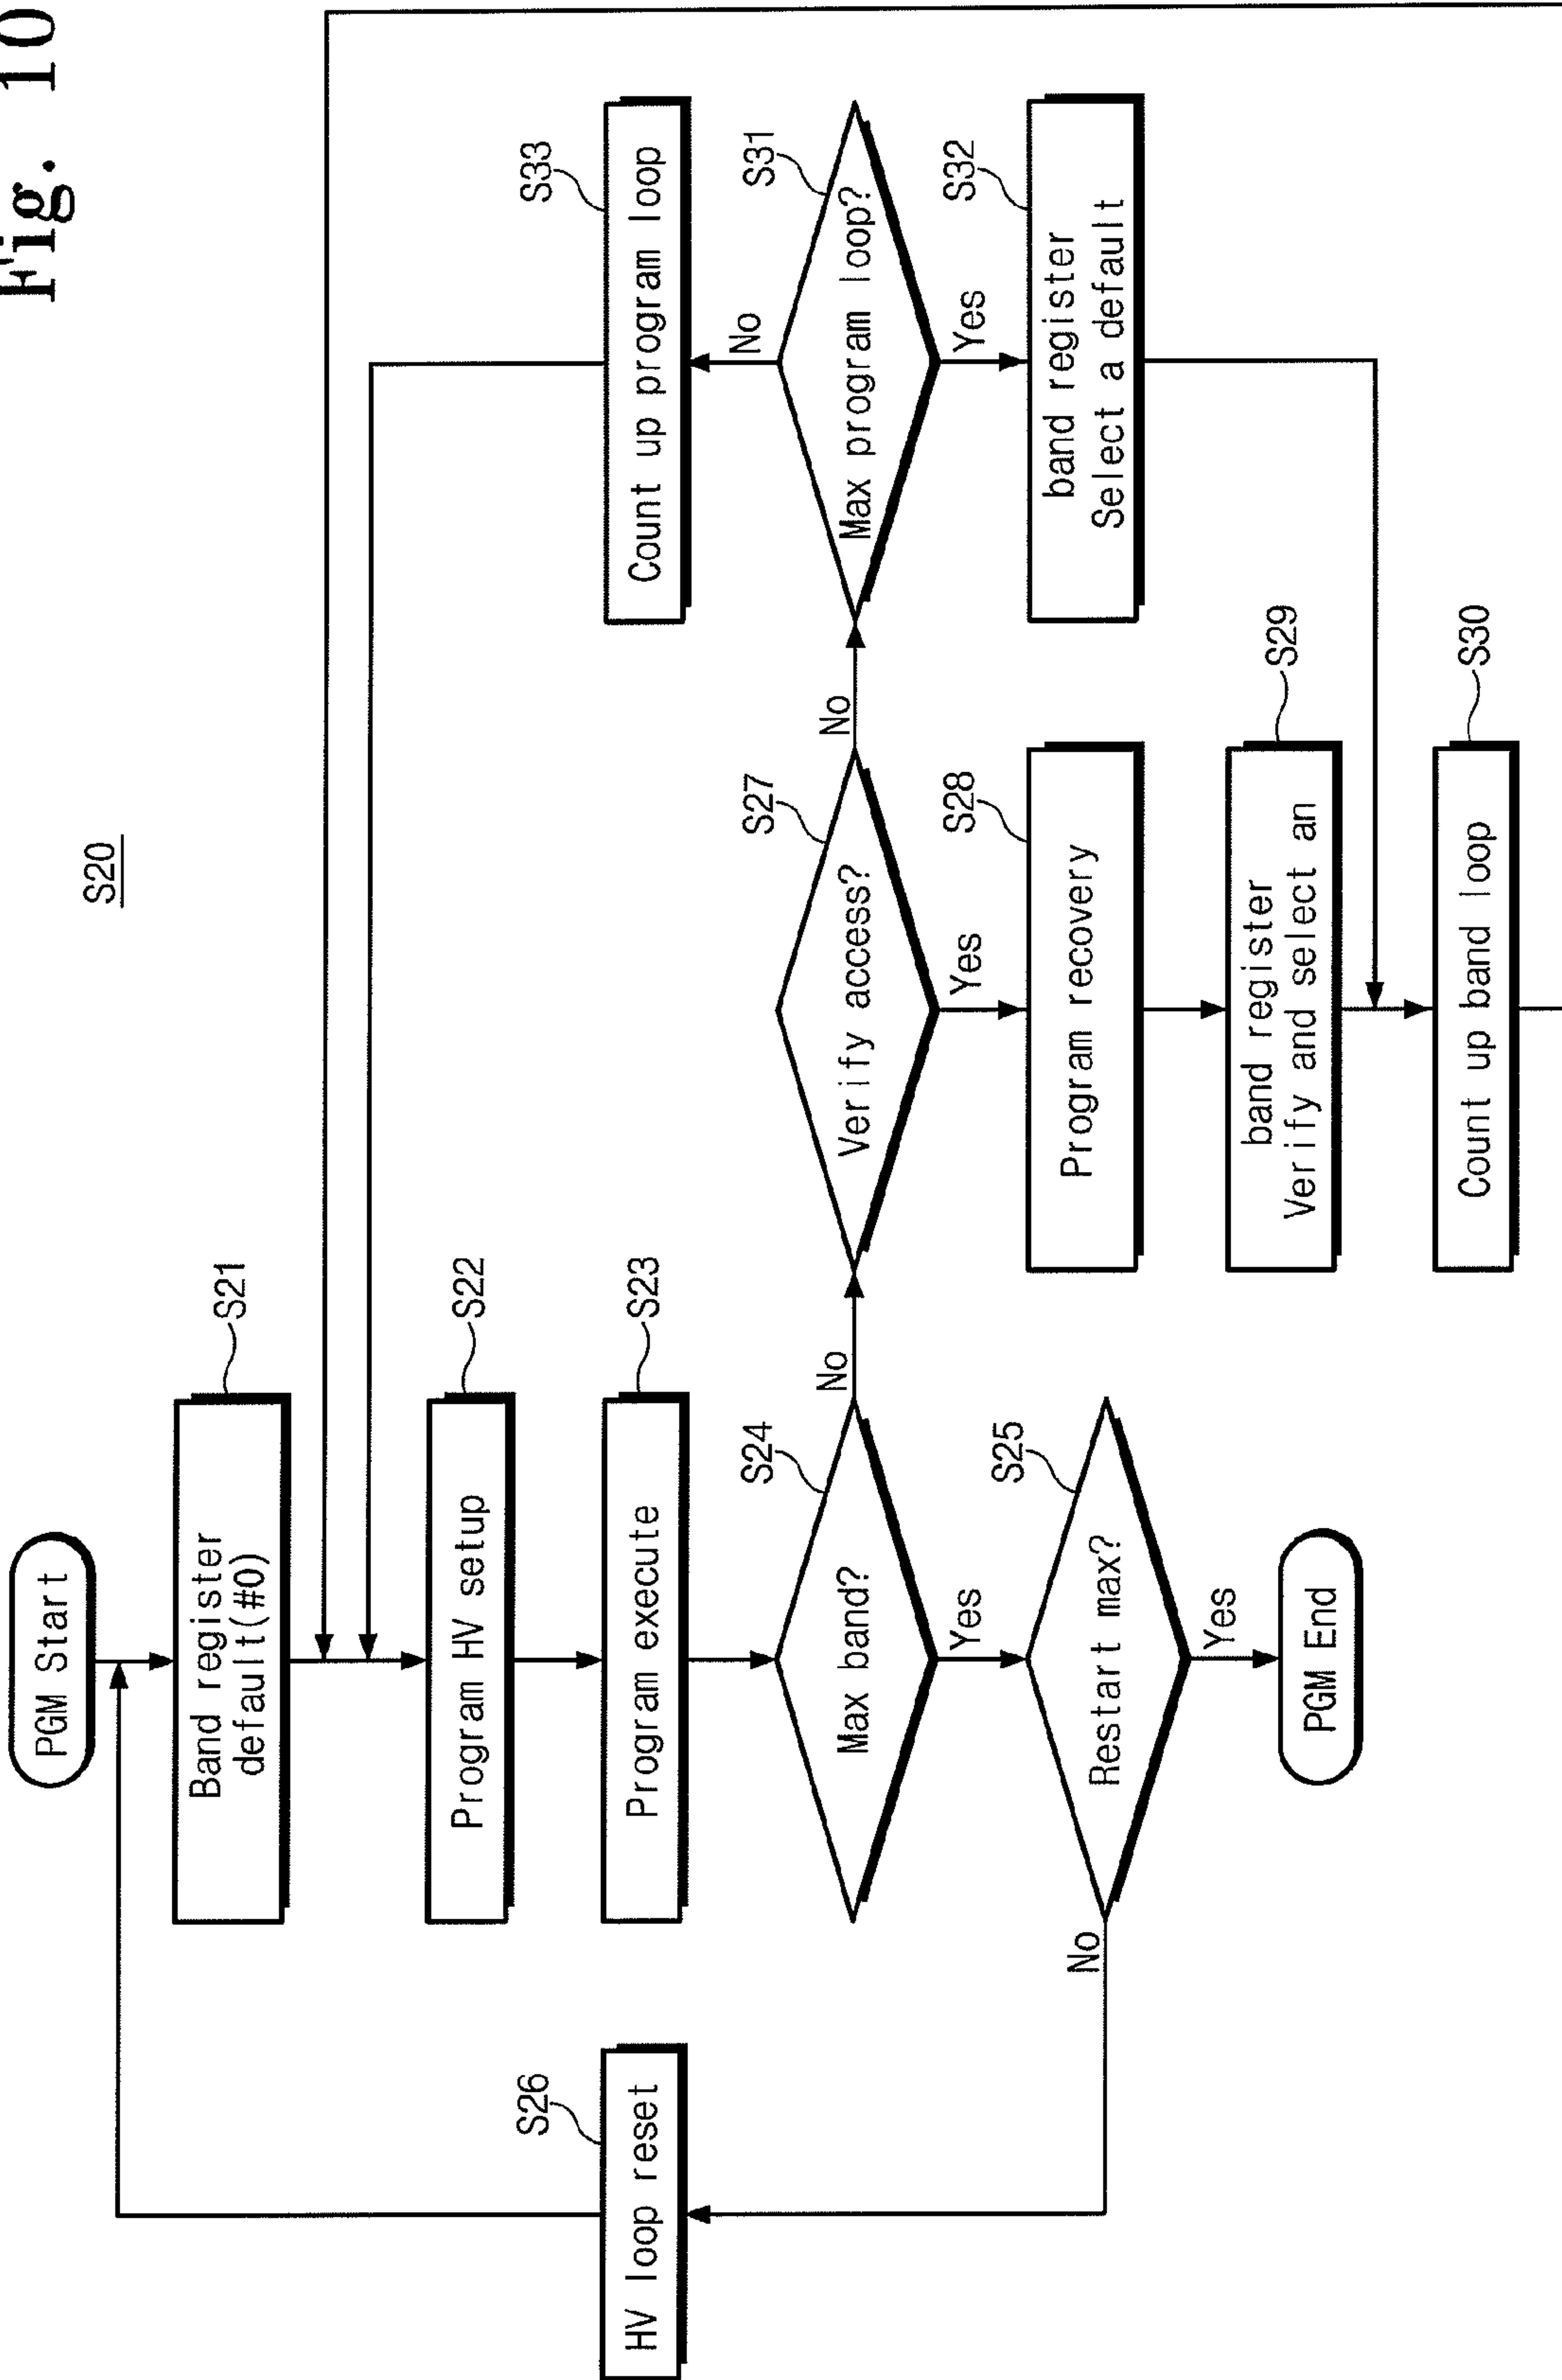 Fig. 10
S20
PGM Start
Band register
default(#0)
S21
Program HV setup
S22
HV loop reset
S26
Program execute
S23
Count up program loop
S33
Max band?
S24
No
Yes
Verify access?
S27
No
Yes
Max program loop?
S31
No
Yes
Restart max?
S25
No
Yes
Program recovery
S28
band register
Select a default
S32
PGM End
band register
Verify and select an
S29
Count up band loop
S30